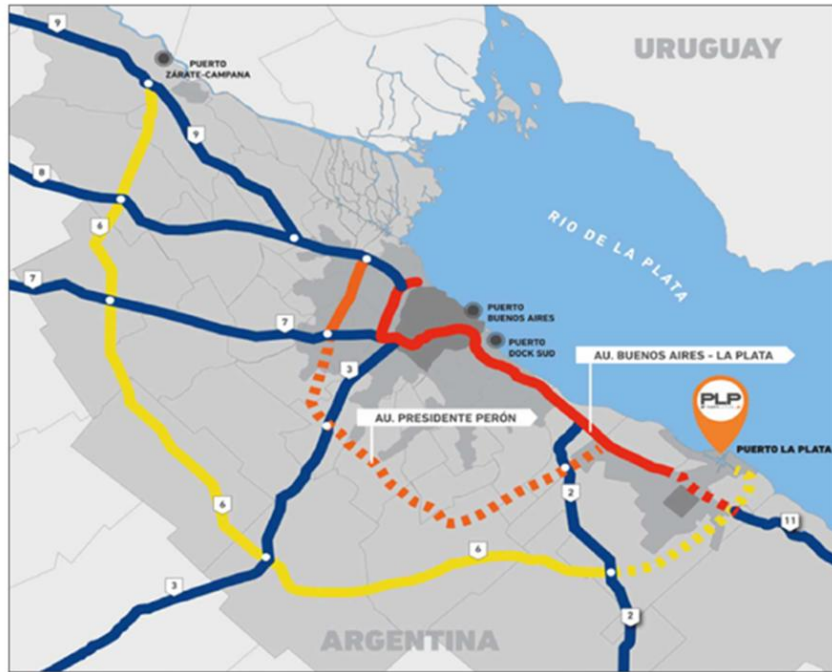 9
PUERTO
ZÁRATE-CAMPANA
URUGUAY
9
8
6
RIO DE LA PLATA
7
7
PUERTO
BUENOS AIRES
PUERTO
DOCK SUD
AU. BUENOS AIRES - LA PLATA
3
PLP
AU. PRESIDENTE PERÓN
PUERTO LA PLATA
2
6
6
11
3
2
ARGENTINA